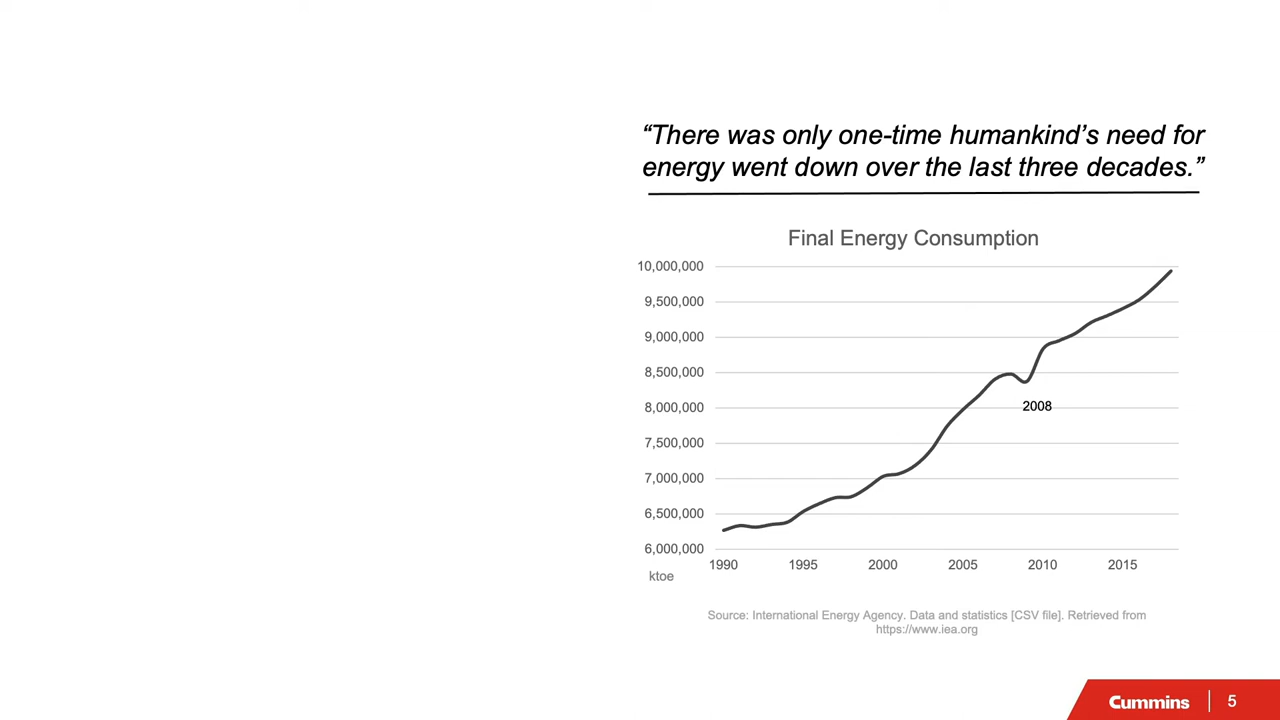 “There was only one-time humankind’s need for
energy went down over the last three decades.”
Final Energy Consumption
10,000,000
9,500,000
9,000,000
8,500,000
8,000,000
7,500,000
7,000,000
6,500,000
6,000,000
2008
1990 1995 2000 2005 2010 2015
ktoe
Source: International Energy Agency. Data and statistics [CSV file]. Retrieved from
https://www.iea.org
Cummins 5